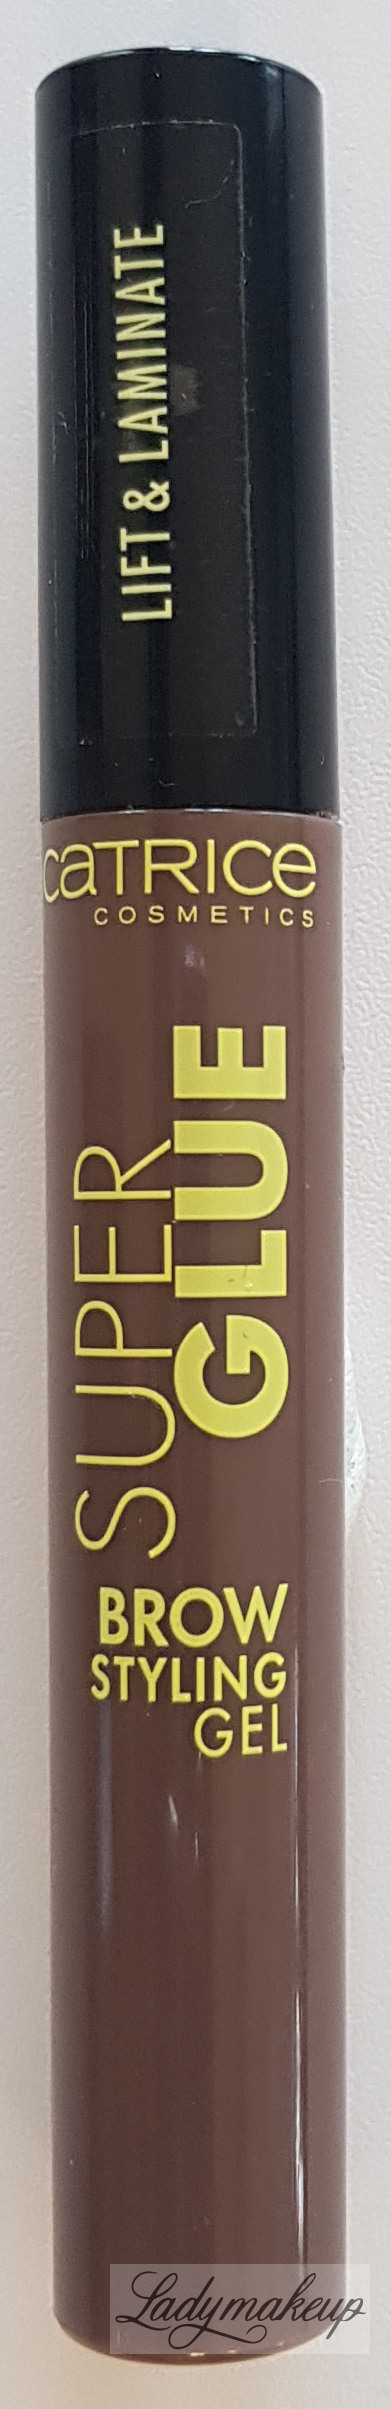 LIFT & LAMINATE
CATRICE
COSMETICS
SUPER
GLUE
BROW
STYLING
GEL
Ladymakeup